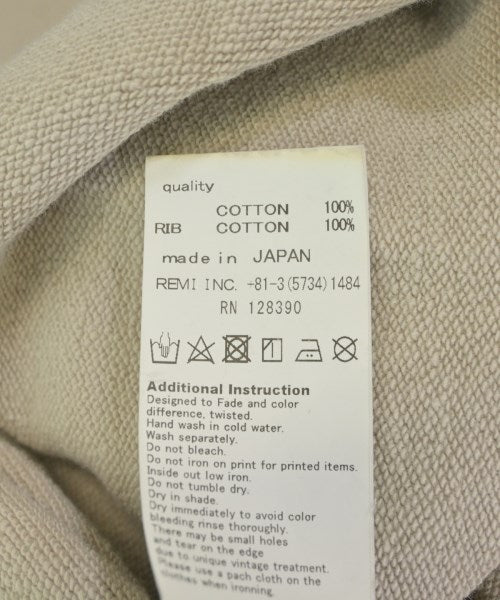 quality
COTTON 100%
RIB COTTON 100%
made in JAPAN
REMI INC. +81-3(5734)1484
RN 128390
Additional Instruction
Designed to Fade and color
difference, twisted.
Hand wash in cold water.
Wash separately.
Do not bleach.
Do not iron on print for printed items.
Inside out low iron.
Do not tumble dry.
Dry in shade.
Dry immediately to avoid color
bleeding rinse thoroughly.
There may be small holes
and tear on the edge
due to unique vintage treatment.
Please use a pach cloth on the
clothes when ironning.